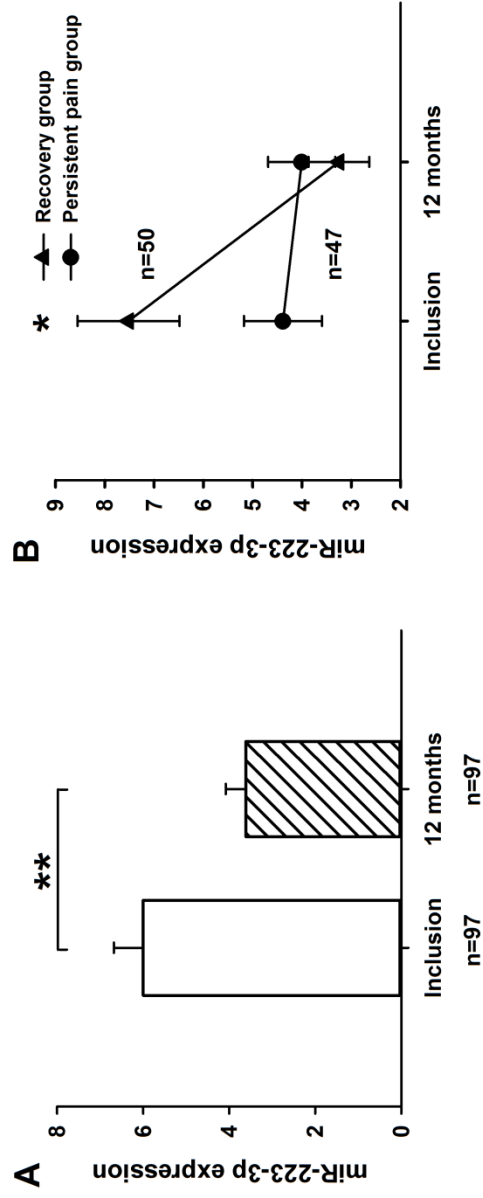 A
miR-223-3p expression
8
6
4
2
0
**
Inclusion
12 months
n=97
n=97
B
miR-223-3p expression
9
8
7
6
5
4
3
2
*
Recovery group
Persistent pain group
n=50
n=47
Inclusion
12 months